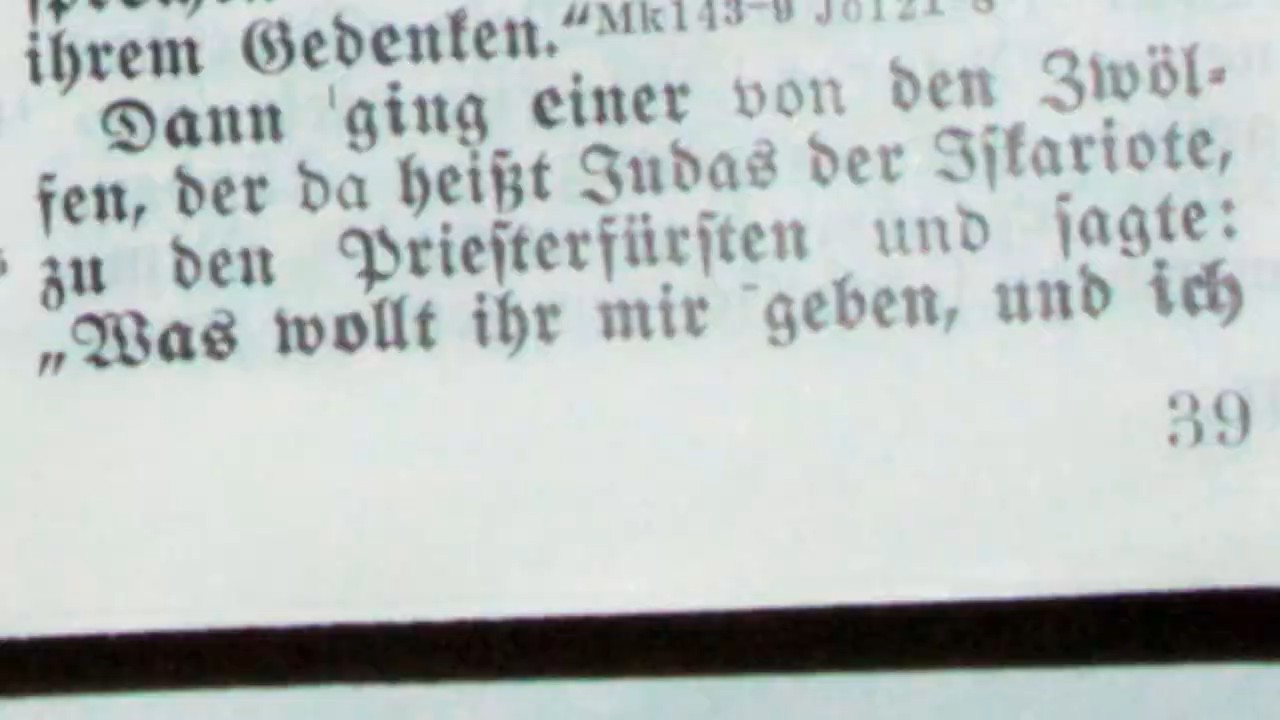 ihrem Gedenken.“ Mk143-9 Jo121-8
Dann 'ging einer von den Zwöl-
fen, der da heißt Judas der Iskariote,
zu den Priesterfürsten und sagte:
„Was wollt ihr mir ⁻geben, und ich
39